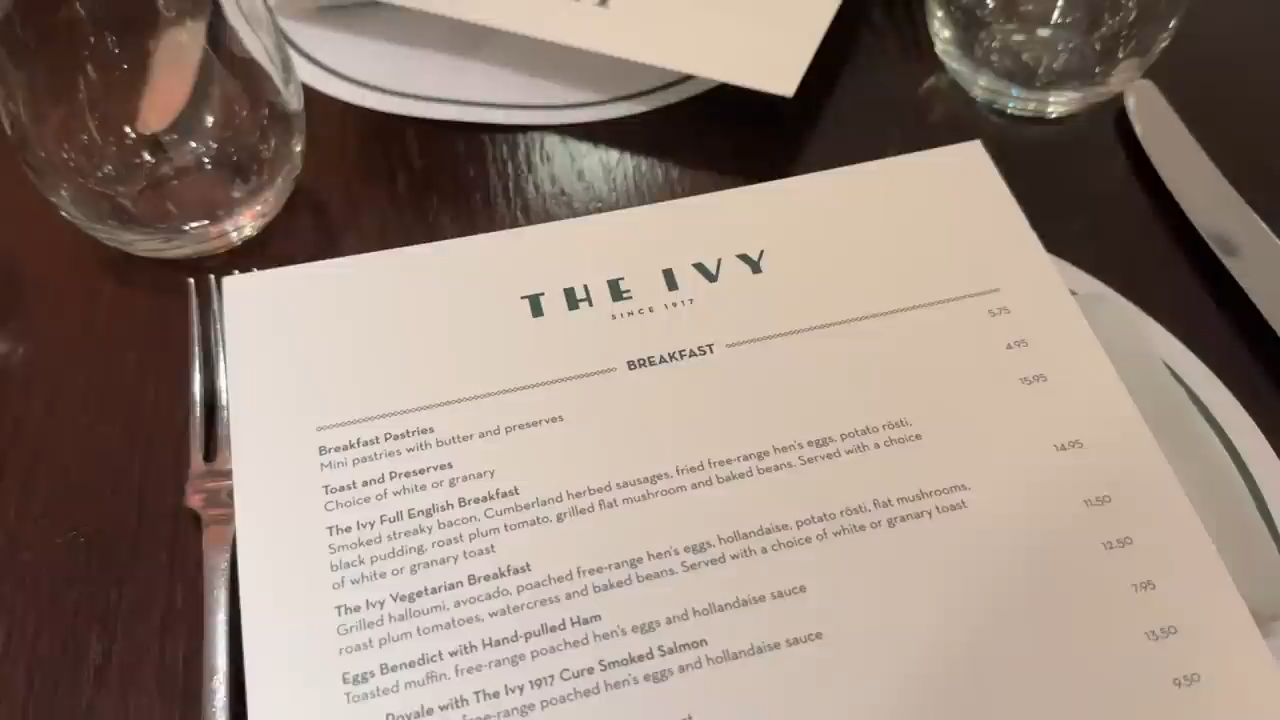 THE IVY
SINCE 1917
BREAKFAST
Breakfast Pastries 5.75
Mini pastries with butter and preserves
Toast and Preserves 4.95
Choice of white or granary
The Ivy Full English Breakfast 15.95
Smoked streaky bacon, Cumberland herbed sausages, fried free-range hen's eggs, potato rösti,
black pudding, roast plum tomato, grilled flat mushroom and baked beans. Served with a choice
of white or granary toast
The Ivy Vegetarian Breakfast 14.95
Grilled halloumi, avocado, poached free-range hen's eggs, hollandaise, potato rösti, flat mushrooms,
roast plum tomatoes, watercress and baked beans. Served with a choice of white or granary toast
Eggs Benedict with Hand-pulled Ham 11.50
Toasted muffin, free-range poached hen's eggs and hollandaise sauce
Royale with The Ivy 1917 Cure Smoked Salmon 12.50
free-range poached hen's eggs and hollandaise sauce
7.95
13.50
9.50